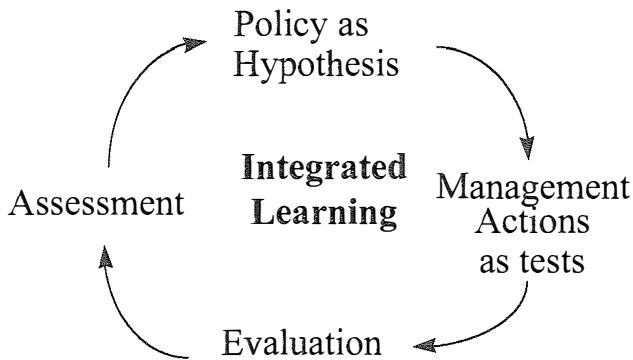 Policy as
Hypothesis
Integrated
Learning
Management
Actions
as tests
Assessment
Evaluation